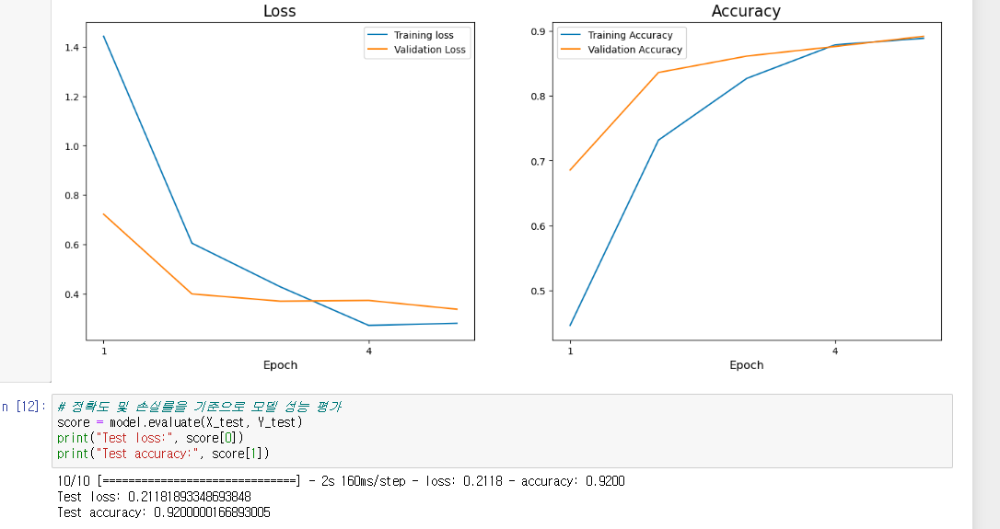 Loss
Training loss
Validation Loss
1.4
1.2
1.0
0.8
0.6
0.4
1
4
Epoch
Accuracy
Training Accuracy
Validation Accuracy
0.9
0.8
0.7
0.6
0.5
1
4
Epoch
n [12]:
# 정확도 및 손실률을 기준으로 모델 성능 평가
score = model.evaluate(X_test, Y_test)
print("Test loss:", score[0])
print("Test accuracy:", score[1])
10/10 [==============================] - 2s 160ms/step - loss: 0.2118 - accuracy: 0.9200
Test loss: 0.21181893348693848
Test accuracy: 0.9200000166893005